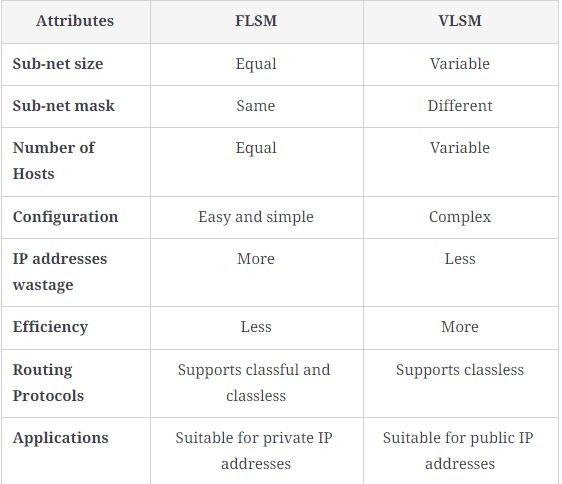 Attributes FLSM VLSM
Sub-net size Equal Variable
Sub-net mask Same Different
Number of Hosts Equal Variable
Configuration Easy and simple Complex
IP addresses wastage More Less
Efficiency Less More
Routing Protocols Supports classful and classless Supports classless
Applications Suitable for private IP addresses Suitable for public IP addresses